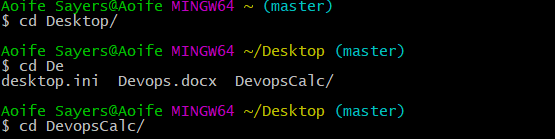 Aoife Sayers@Aoife MINGW64 ~ (master)
$ cd Desktop/
Aoife Sayers@Aoife MINGW64 ~/Desktop (master)
$ cd De
desktop.ini  Devops.docx  DevopsCalc/
Aoife Sayers@Aoife MINGW64 ~/Desktop (master)
$ cd DevopsCalc/